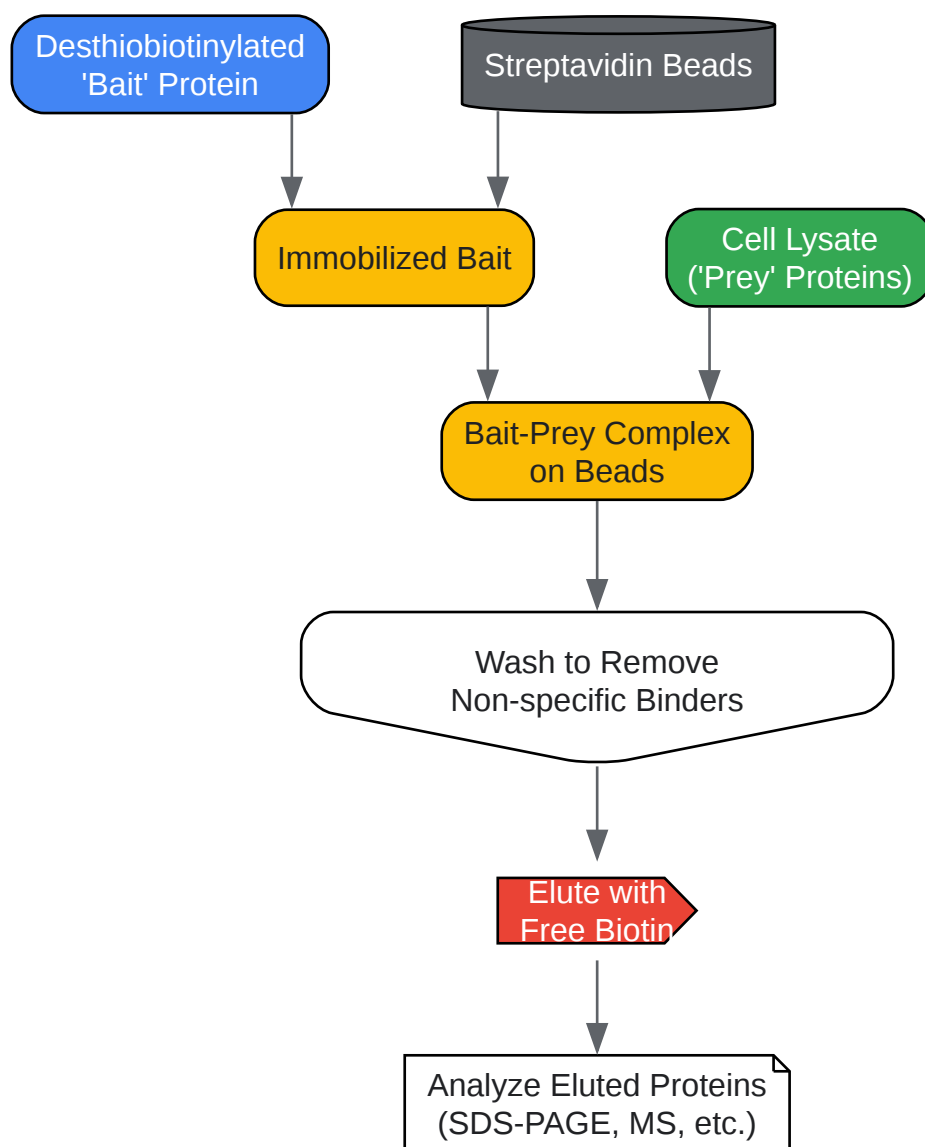 Desthiobiotinylated
'Bait' Protein
Streptavidin Beads
Immobilized Bait
Cell Lysate
('Prey' Proteins)
Bait-Prey Complex
on Beads
Wash to Remove
Non-specific Binders
Elute with
Free Biotin
Analyze Eluted Proteins
(SDS-PAGE, MS, etc.)